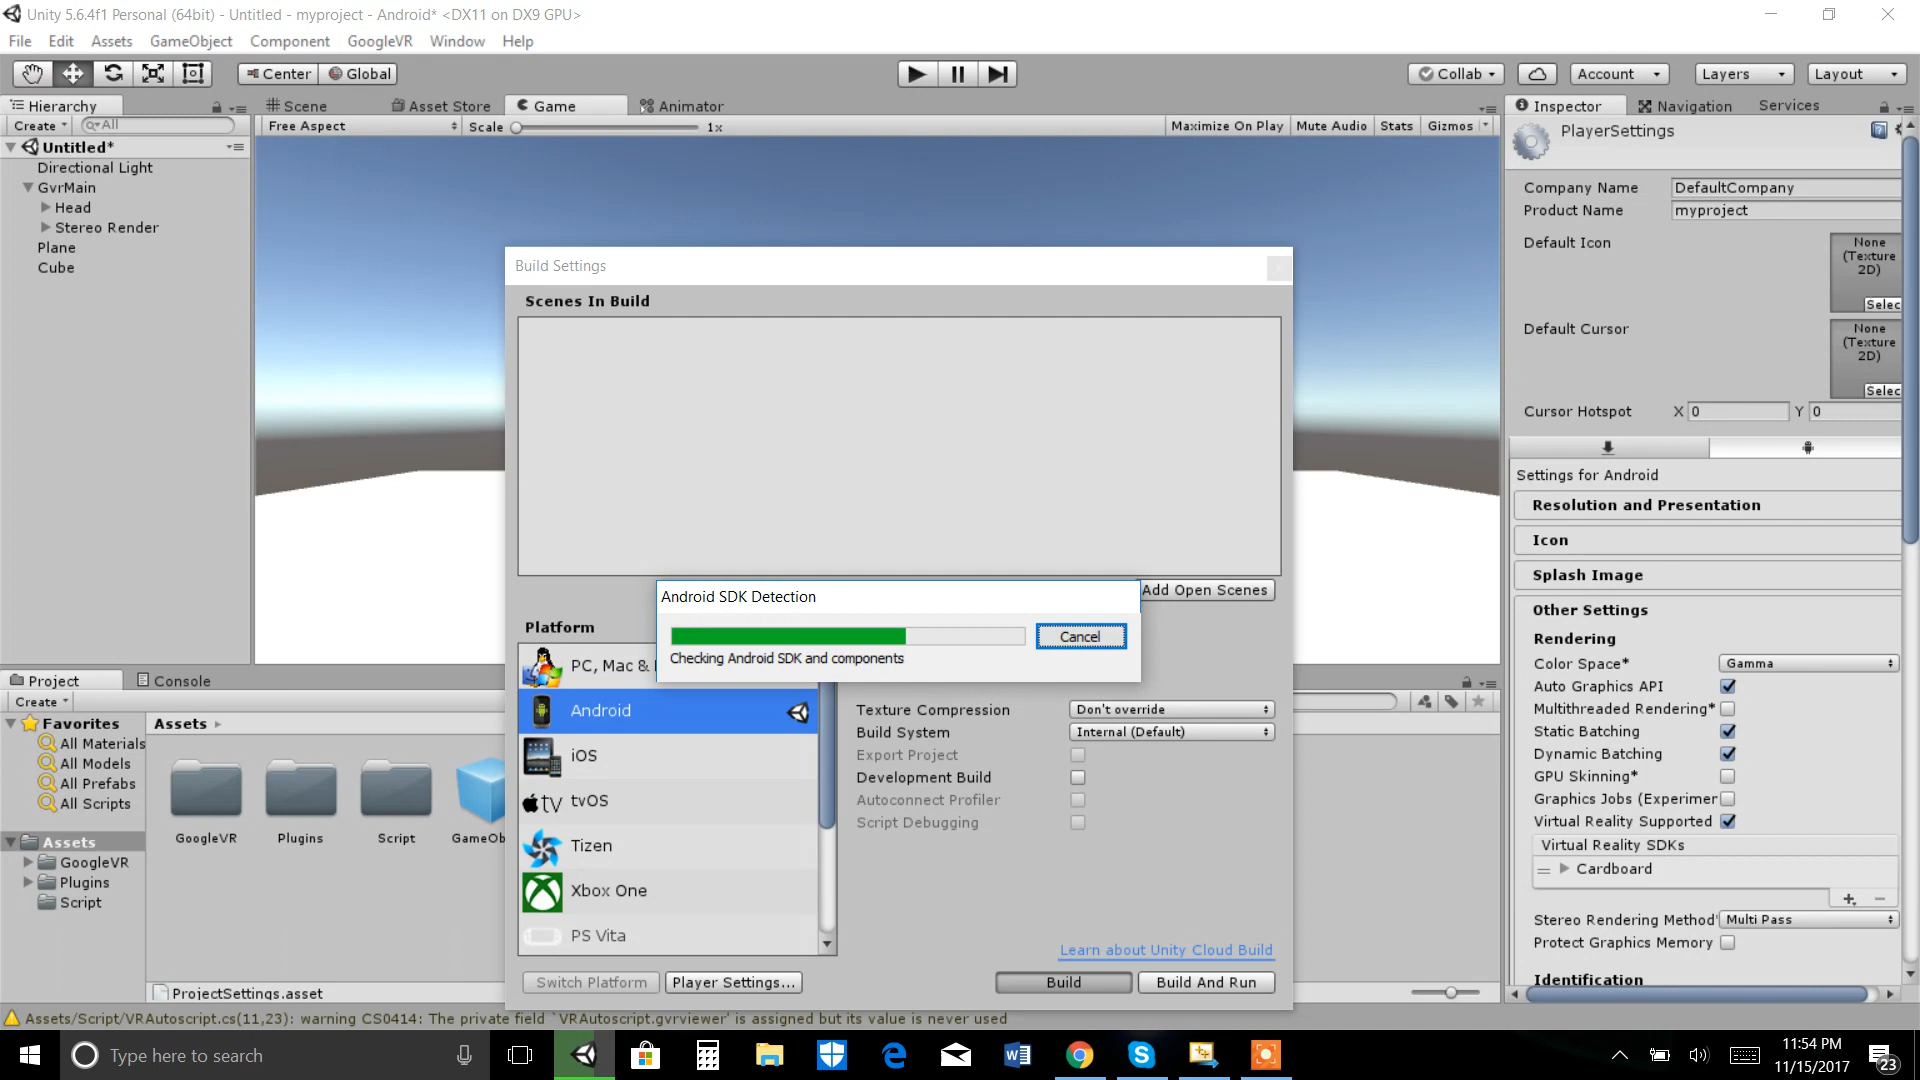 Unity 5.6.4f1 Personal (64bit) - Untitled - myproject - Android* <DX11 on DX9 GPU>
File Edit Assets GameObject Component GoogleVR Window Help
Center Global Collab Account Layers Layout
Hierarchy Scene Asset Store Game Animator Inspector Navigation Services
Create All Free Aspect Scale 1x Maximize On Play Mute Audio Stats Gizmos
PlayerSettings
Untitled*
Directional Light
GvrMain
Head
Stereo Render
Plane
Cube
Company Name DefaultCompany
Product Name myproject
Default Icon
None
(Texture
2D)
Selec
Default Cursor
None
(Texture
2D)
Selec
Cursor Hotspot X 0 Y 0
Settings for Android
Resolution and Presentation
Icon
Splash Image
Other Settings
Rendering
Color Space* Gamma
Auto Graphics API
Multithreaded Rendering*
Static Batching
Dynamic Batching
GPU Skinning*
Graphics Jobs (Experimer
Virtual Reality Supported
Virtual Reality SDKs
Cardboard
Stereo Rendering Method* Multi Pass
Protect Graphics Memory
Identification
Build Settings
Scenes In Build
Add Open Scenes
Android SDK Detection
Cancel
Checking Android SDK and components
Platform
PC, Mac &
Android
iOS
tvOS
Tizen
Xbox One
PS Vita
Texture Compression Don't override
Build System Internal (Default)
Export Project
Development Build
Autoconnect Profiler
Script Debugging
Learn about Unity Cloud Build
Switch Platform Player Settings... Build Build And Run
Project Console
Create
Favorites
All Materials
All Models
All Prefabs
All Scripts
Assets
GoogleVR
Plugins
Script
Assets
GoogleVR Plugins Script GameOb
ProjectSettings.asset
Assets/Script/VRAutoscript.cs(11,23): warning CS0414: The private field `VRAutoscript.gvrviewer' is assigned but its value is never used
Type here to search
11:54 PM
11/15/2017
23